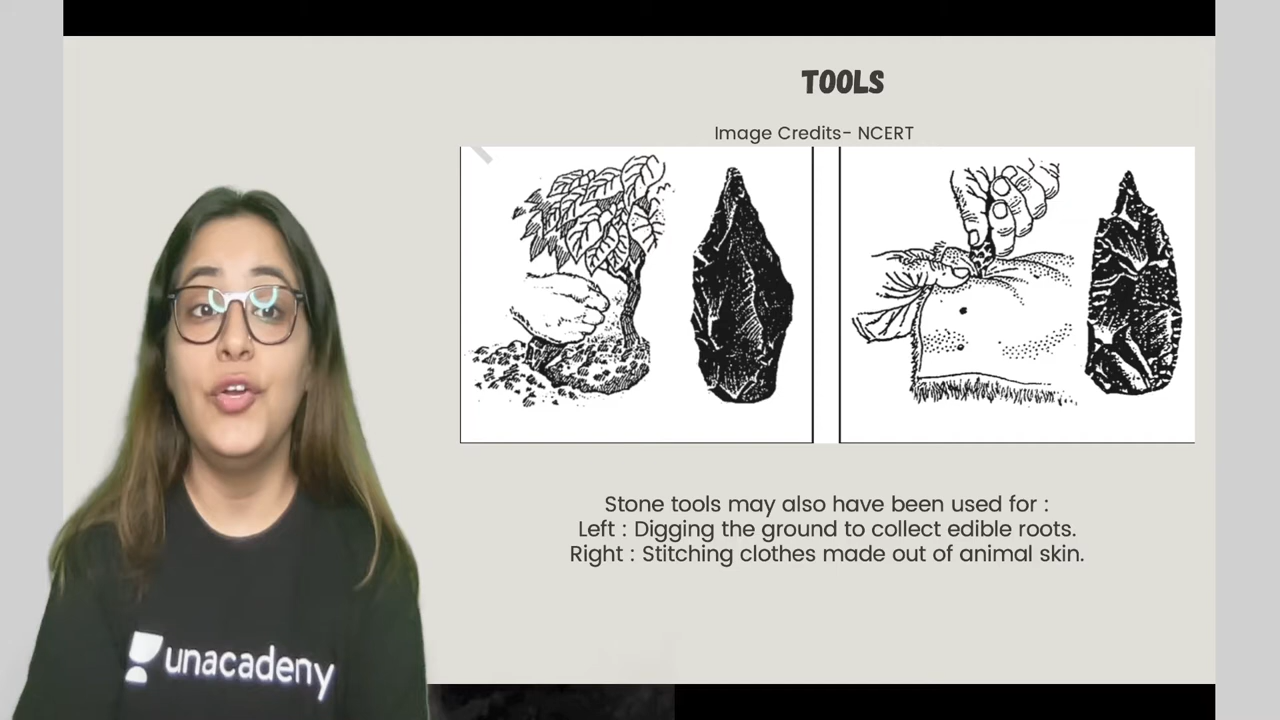 TOOLS
Image Credits- NCERT
Stone tools may also have been used for :
Left : Digging the ground to collect edible roots.
Right : Stitching clothes made out of animal skin.
unacademy